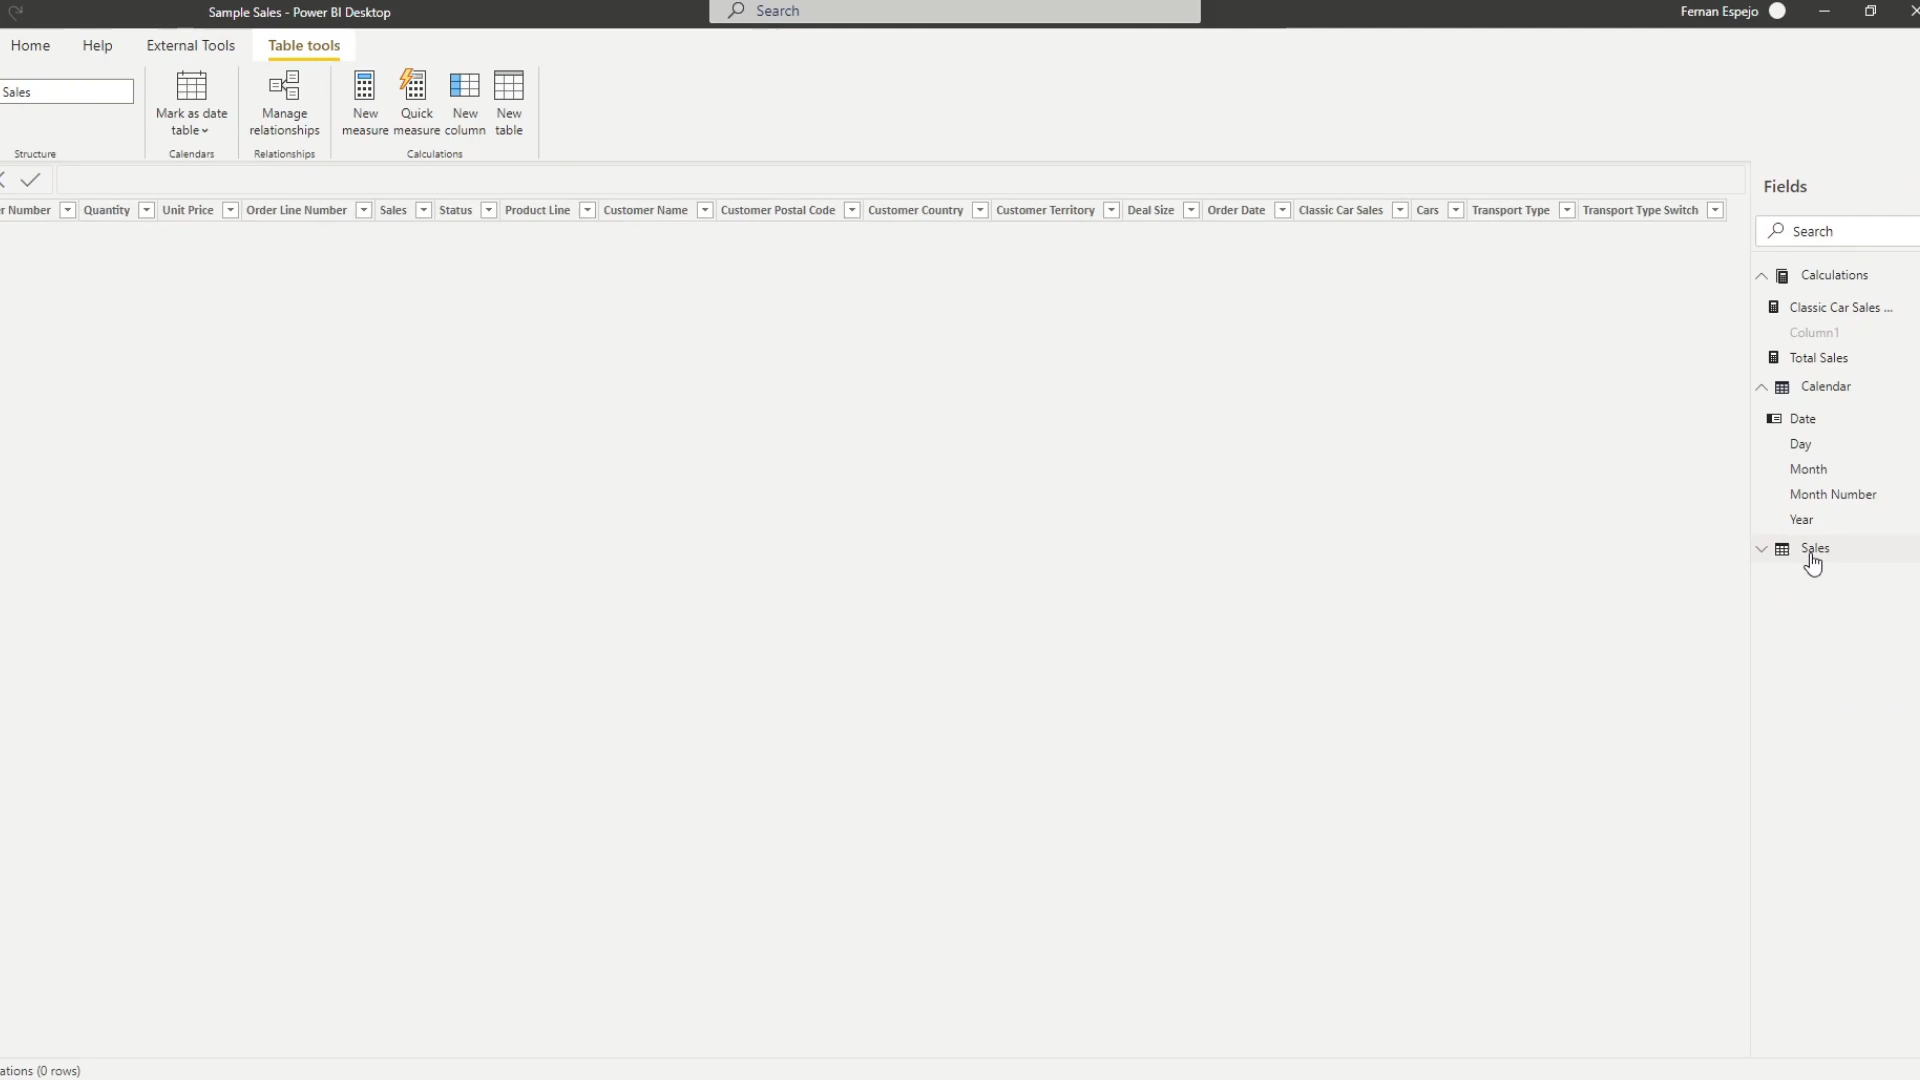 Sample Sales - Power BI Desktop
Search
Fernan Espejo
Home
Help
External Tools
Table tools
Sales
Mark as date
table
Manage
relationships
New
measure
Quick
measure
New
column
New
table
Structure
Calendars
Relationships
Calculations
r Number
Quantity
Unit Price
Order Line Number
Sales
Status
Product Line
Customer Name
Customer Postal Code
Customer Country
Customer Territory
Deal Size
Order Date
Classic Car Sales
Cars
Transport Type
Transport Type Switch
Fields
Search
Calculations
Classic Car Sales ...
Column1
Total Sales
Calendar
Date
Day
Month
Month Number
Year
Sales
ations (0 rows)